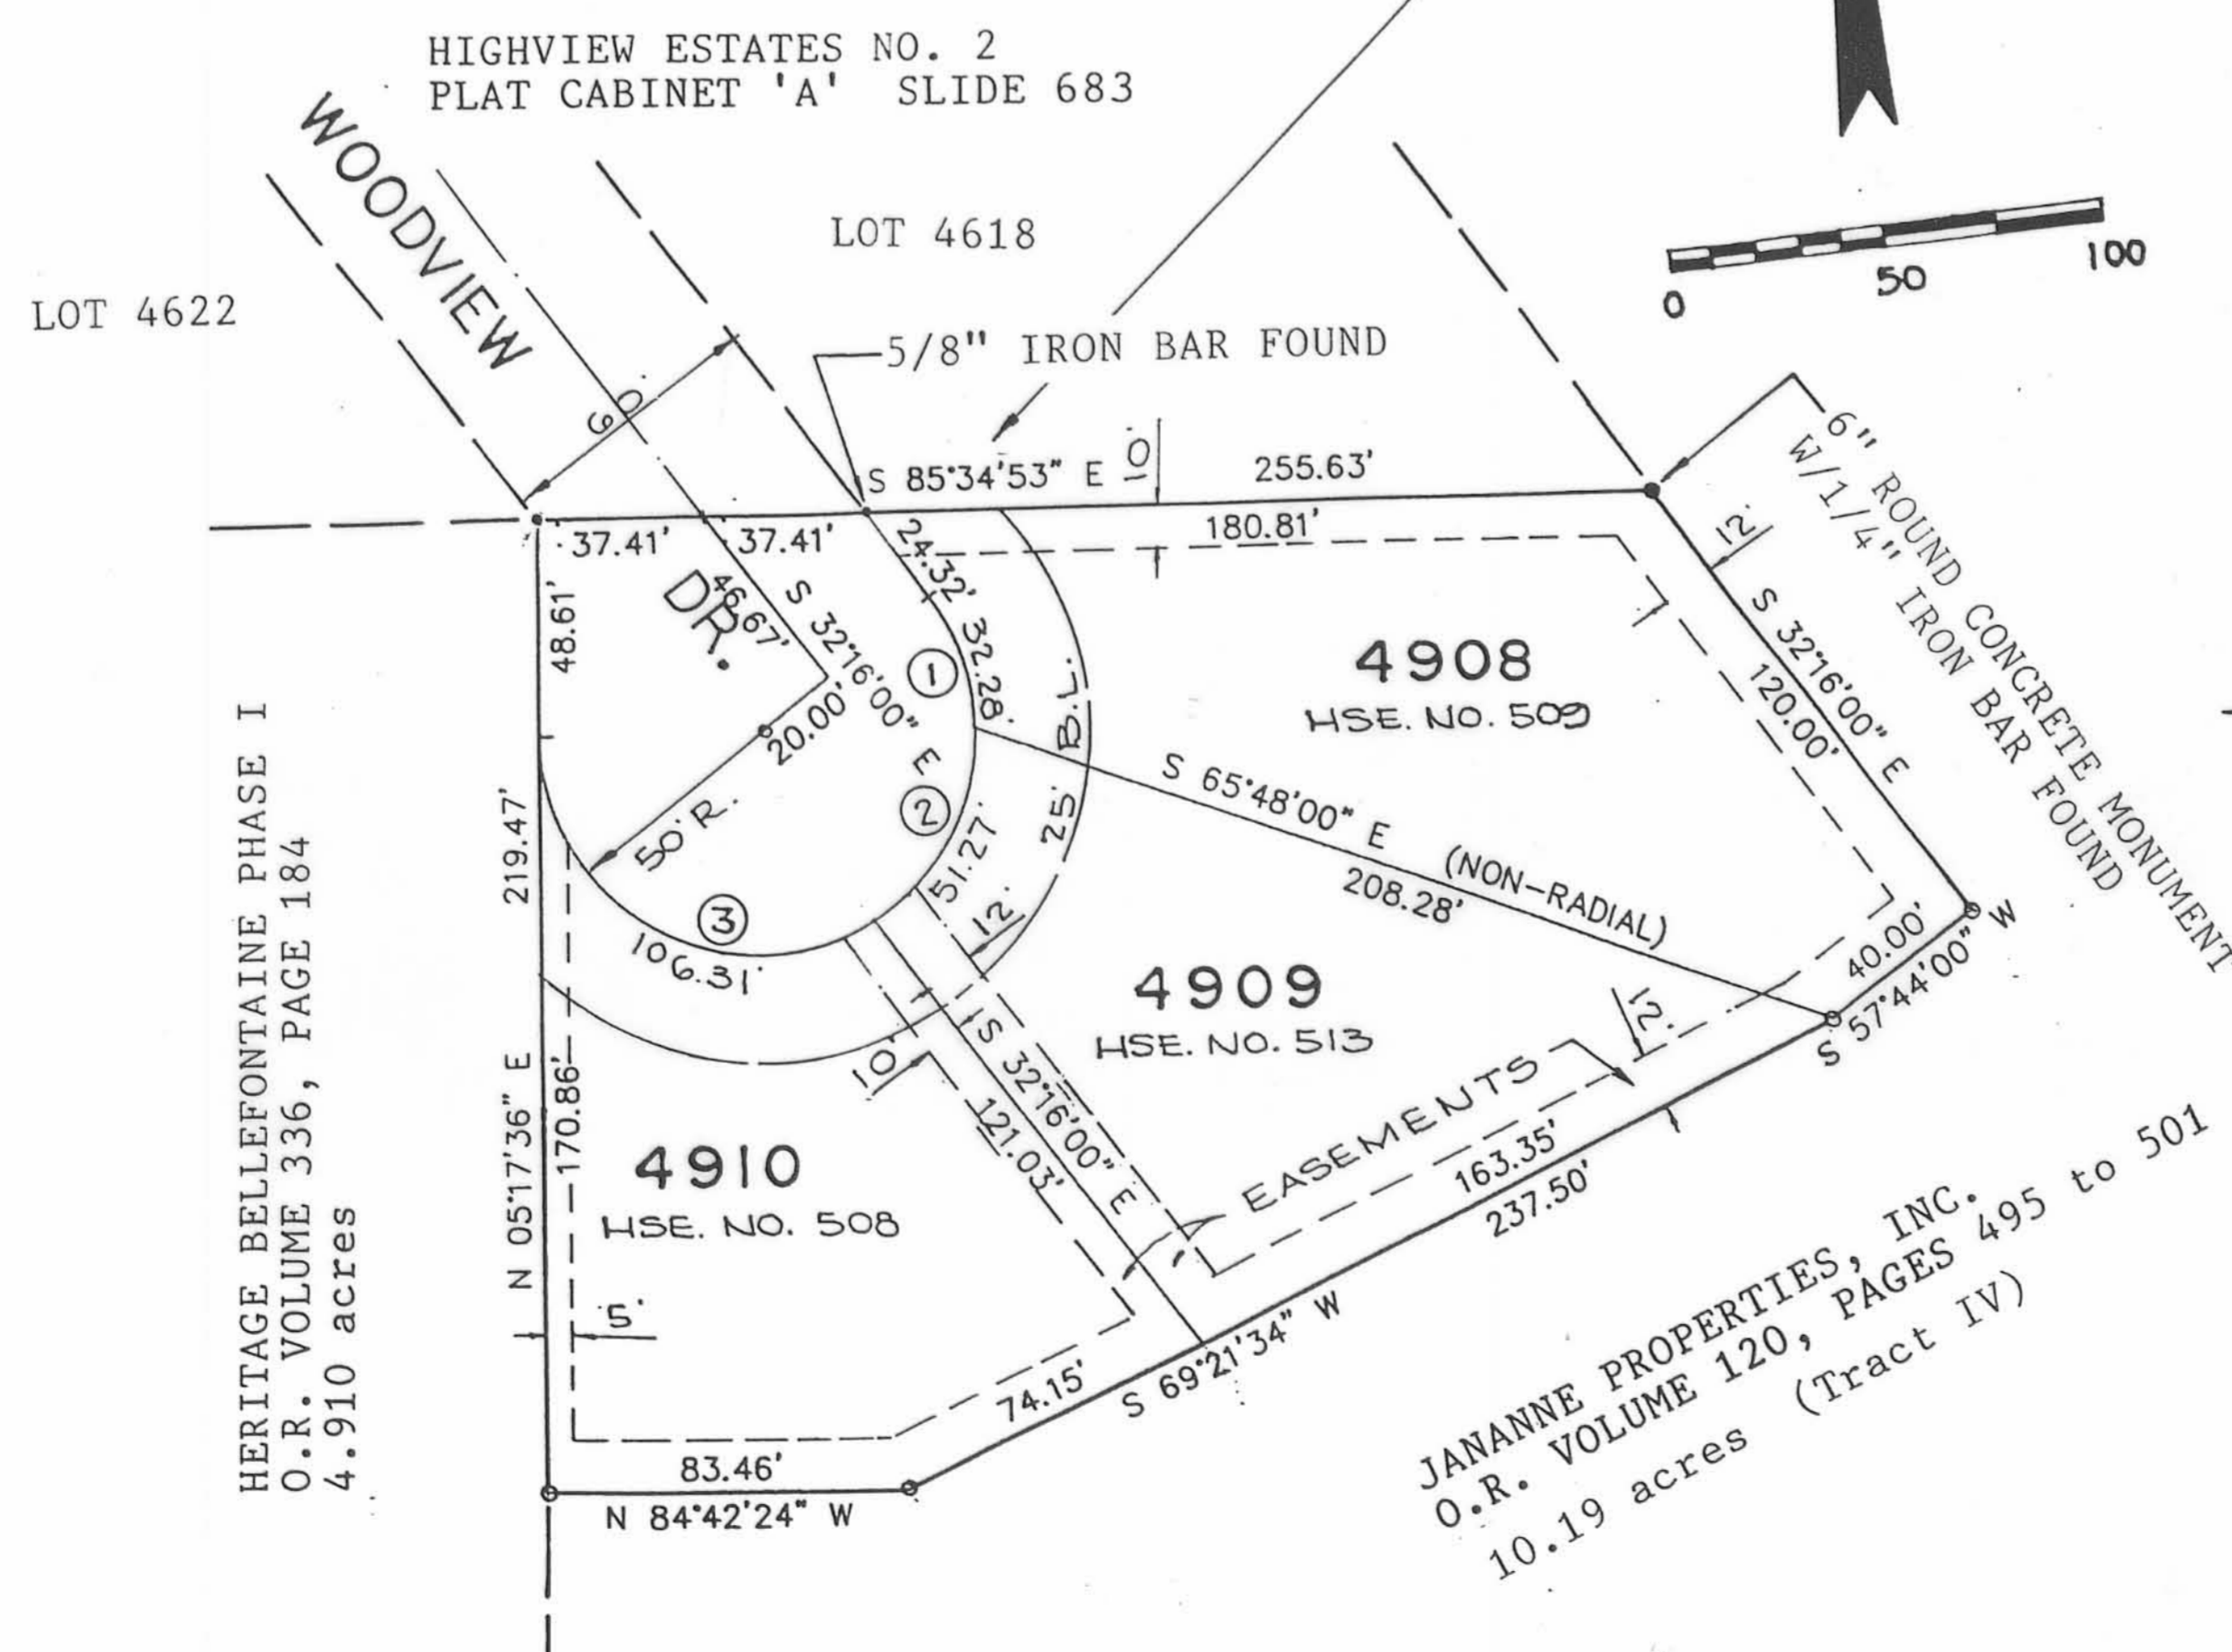 HIGHVIEW ESTATES NO. 2
PLAT CABINET 'A' SLIDE 683
WOODVIEW
DR.
LOT 4618
LOT 4622
0
50
100
60'
5/8" IRON BAR FOUND
S 85°34'53" E
10'
255.63'
6" ROUND CONCRETE MONUMENT
W/1/4" IRON BAR FOUND
37.41'
37.41'
180.81'
24.32'
12'
48.61'
46.67'
S 32°16'00" E
32.28'
1
S 32°16'00" E
120.00'
4908
HSE. NO. 509
20.00'
B.L.
25'
50' R.
2
51.27'
S 65°48'00" E (NON-RADIAL)
208.28'
219.47'
3
106.31'
12'
4909
HSE. NO. 513
40.00'
S 57°44'00" W
12'
10'
S 32°16'00" E
121.03'
EASEMENTS
163.35'
237.50'
N 05°17'36" E
170.86'
4910
HSE. NO. 508
5'
74.15'
S 69°21'34" W
83.46'
N 84°42'24" W
HERITAGE BELLEFONTAINE PHASE I
O.R. VOLUME 336, PAGE 184
4.910 acres
JANANNE PROPERTIES, INC.
O.R. VOLUME 120, PAGES 495 to 501
10.19 acres (Tract IV)